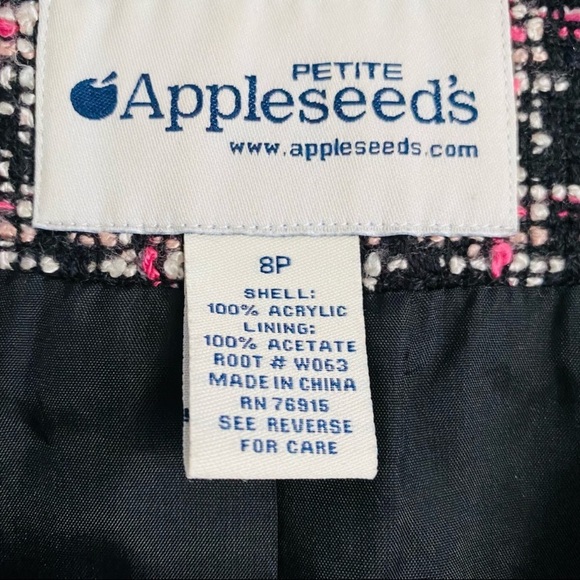 PETITE
Appleseed's
www.appleseeds.com
8P
SHELL:
100% ACRYLIC
LINING:
100% ACETATE
ROOT # W063
MADE IN CHINA
RN 76915
SEE REVERSE
FOR CARE